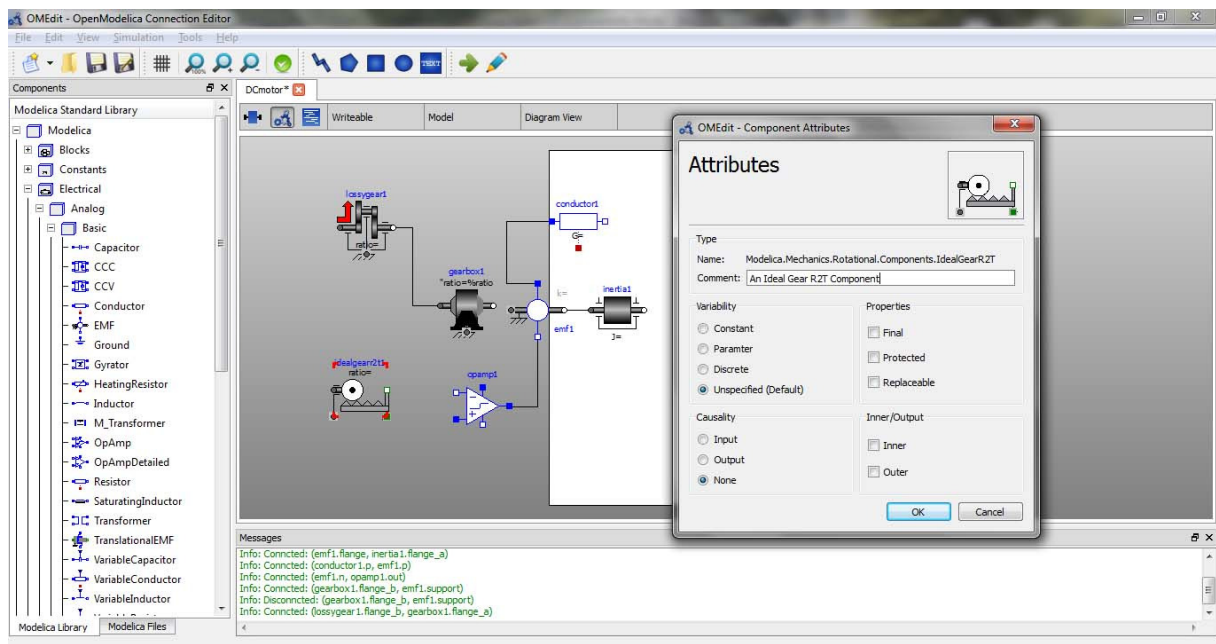 OMEdit - OpenModelica Connection Editor
File Edit View Simulation Tools Help
100%
TEXT
Components
DCmotor*
Modelica Standard Library
Writeable Model Diagram View
Modelica
Blocks
Constants
Electrical
Analog
Basic
Capacitor
CCC
CCV
Conductor
EMF
Ground
Gyrator
HeatingResistor
Inductor
M_Transformer
OpAmp
OpAmpDetailed
Resistor
SaturatingInductor
Transformer
TranslationalEMF
VariableCapacitor
VariableConductor
VariableInductor
Modelica Library Modelica Files
lossygear1
ratio=
gearbox1
"ratio=%ratio
conductor1
G=
k=
emf1
inertia1
J=
idealgearr2t1
ratio=
opamp1
OMEdit - Component Attributes
Attributes
Type
Name: Modelica.Mechanics.Rotational.Components.IdealGearR2T
Comment: An Ideal Gear R2T Component
Variability
Constant
Paramter
Discrete
Unspecified (Default)
Properties
Final
Protected
Replaceable
Causality
Input
Output
None
Inner/Output
Inner
Outer
OK Cancel
Messages
Info: Conncted: (emf1.flange, inertia1.flange_a)
Info: Conncted: (conductor1.p, emf1.p)
Info: Conncted: (emf1.n, opamp1.out)
Info: Conncted: (gearbox1.flange_b, emf1.support)
Info: Disconncted: (gearbox1.flange_b, emf1.support)
Info: Conncted: (lossygear1.flange_b, gearbox1.flange_a)